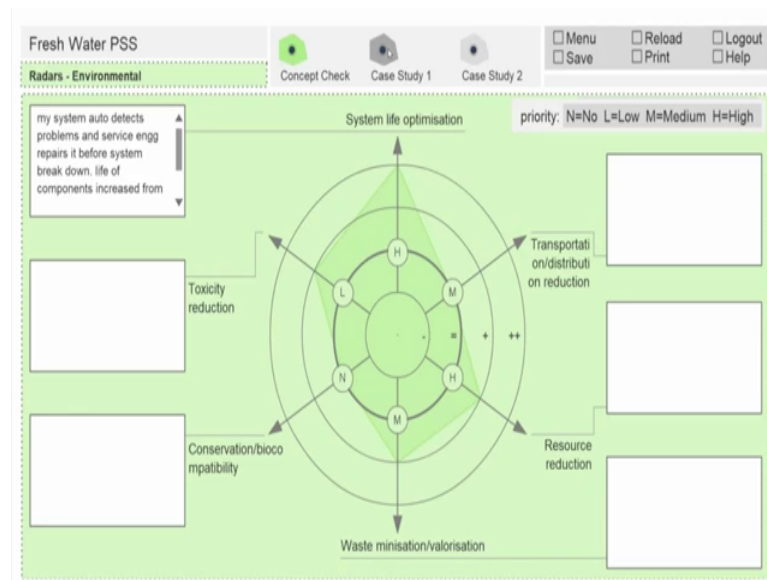 Fresh Water PSS
Radars - Environmental
Concept Check
Case Study 1
Case Study 2
Menu
Reload
Logout
Save
Print
Help
priority: N=No L=Low M=Medium H=High
my system auto detects
problems and service engg
repairs it before system
break down. life of
components increased from
System life optimisation
Transportati
on/distributi
on reduction
Toxicity
reduction
H
L
M
- = + ++
N
H
M
Conservation/bioco
mpatibility
Resource
reduction
Waste minisation/valorisation